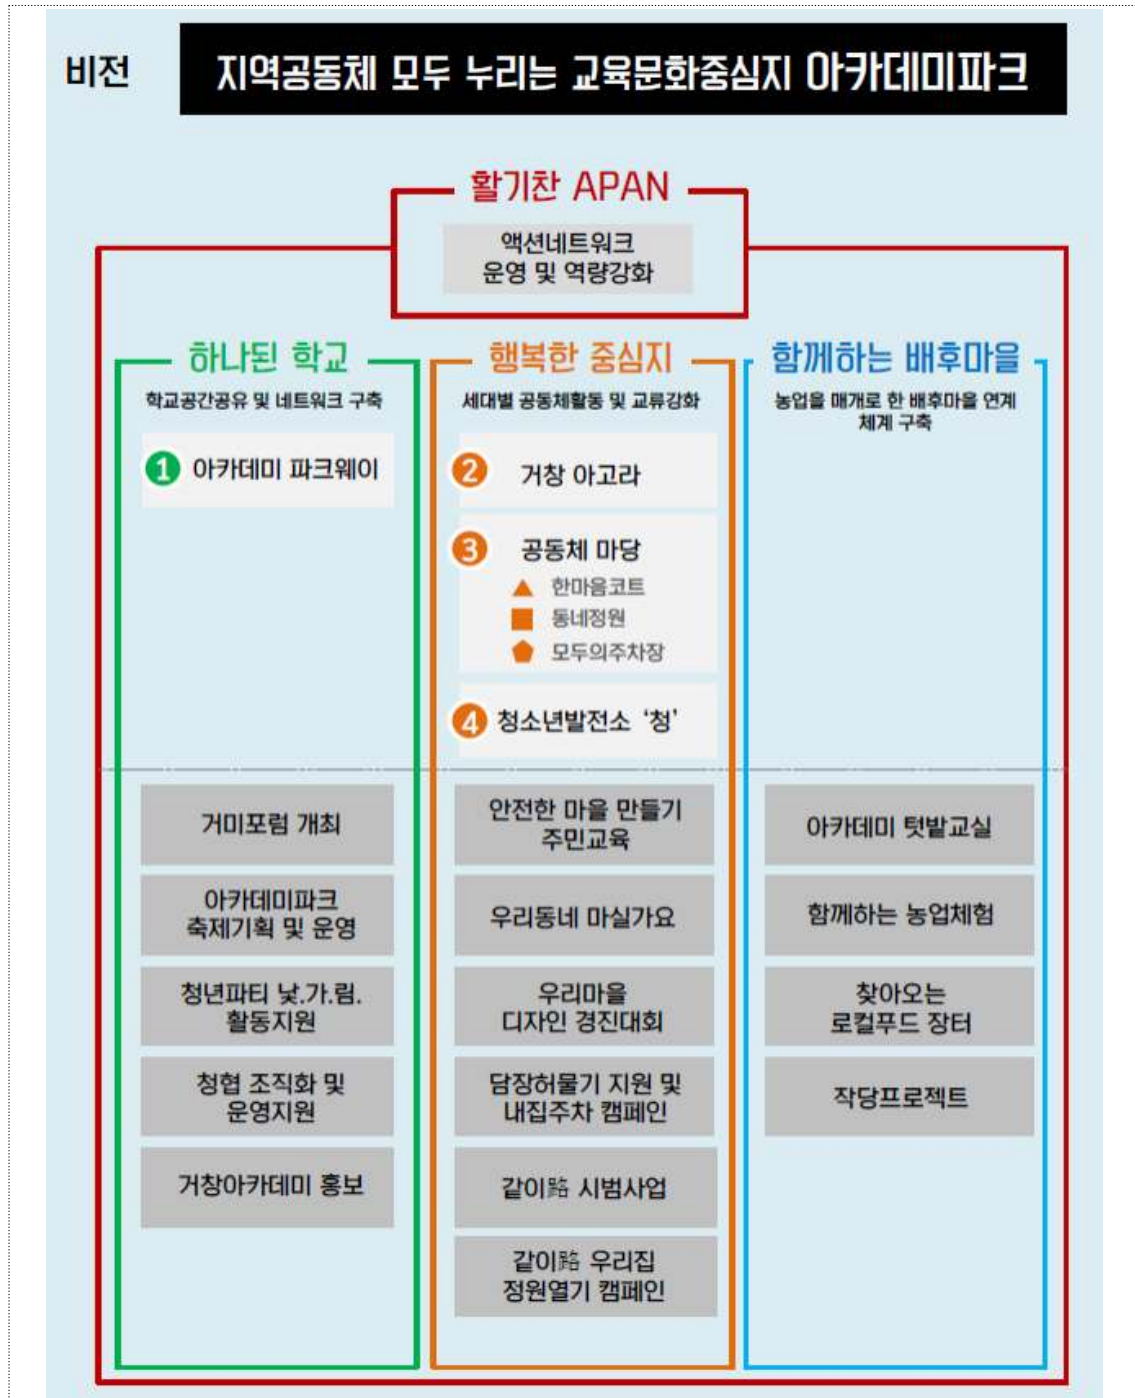 비전
지역공동체 모두 누리는 교육문화중심지 아카데미파크
활기찬 APAN
액션네트워크
운영 및 역량강화
하나된 학교
학교공간공유 및 네트워크 구축
1 아카데미 파크웨이
거미포럼 개최
아카데미파크
축제기획 및 운영
청년파티 낯.가.림.
활동지원
청협 조직화 및
운영지원
거창아카데미 홍보
행복한 중심지
세대별 공동체활동 및 교류강화
2 거창 아고라
3 공동체 마당
한마음코트
동네정원
모두의주차장
4 청소년발전소 ‘청’
안전한 마을 만들기
주민교육
우리동네 마실가요
우리마을
디자인 경진대회
담장허물기 지원 및
내집주차 캠페인
같이路 시범사업
같이路 우리집
정원열기 캠페인
함께하는 배후마을
농업을 매개로 한 배후마을 연계
체계 구축
아카데미 텃밭교실
함께하는 농업체험
찾아오는
로컬푸드 장터
작당프로젝트